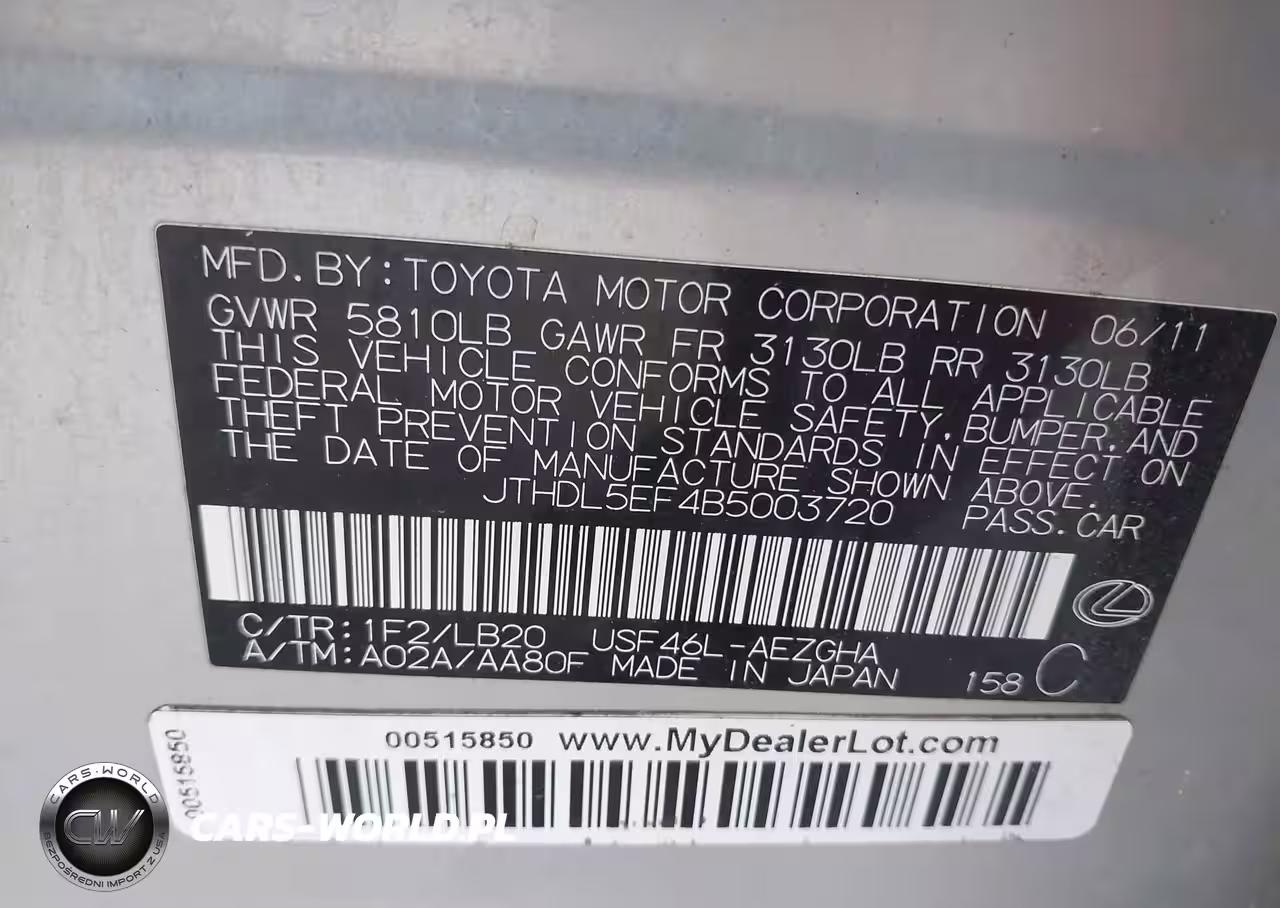 MFD. BY: TOYOTA MOTOR CORPORATION 06/11
GVWR 5810LB GAWR FR 3130LB RR 3130LB
THIS VEHICLE CONFORMS TO ALL APPLICABLE
FEDERAL MOTOR VEHICLE SAFETY, BUMPER, AND
THEFT PREVENTION STANDARDS IN EFFECT ON
THE DATE OF MANUFACTURE SHOWN ABOVE.
JTHDL5EF4B5003720 PASS. CAR
C/TR: 1F2/LB20 USF46L-AEZGHA
A/TM: A02A/AA80F MADE IN JAPAN 158 C
00515850 www.MyDealerLot.com
00515850
CARS-WORLD.PL
CARS-WORLD
CW
BEZPOŚREDNI IMPORT Z USA